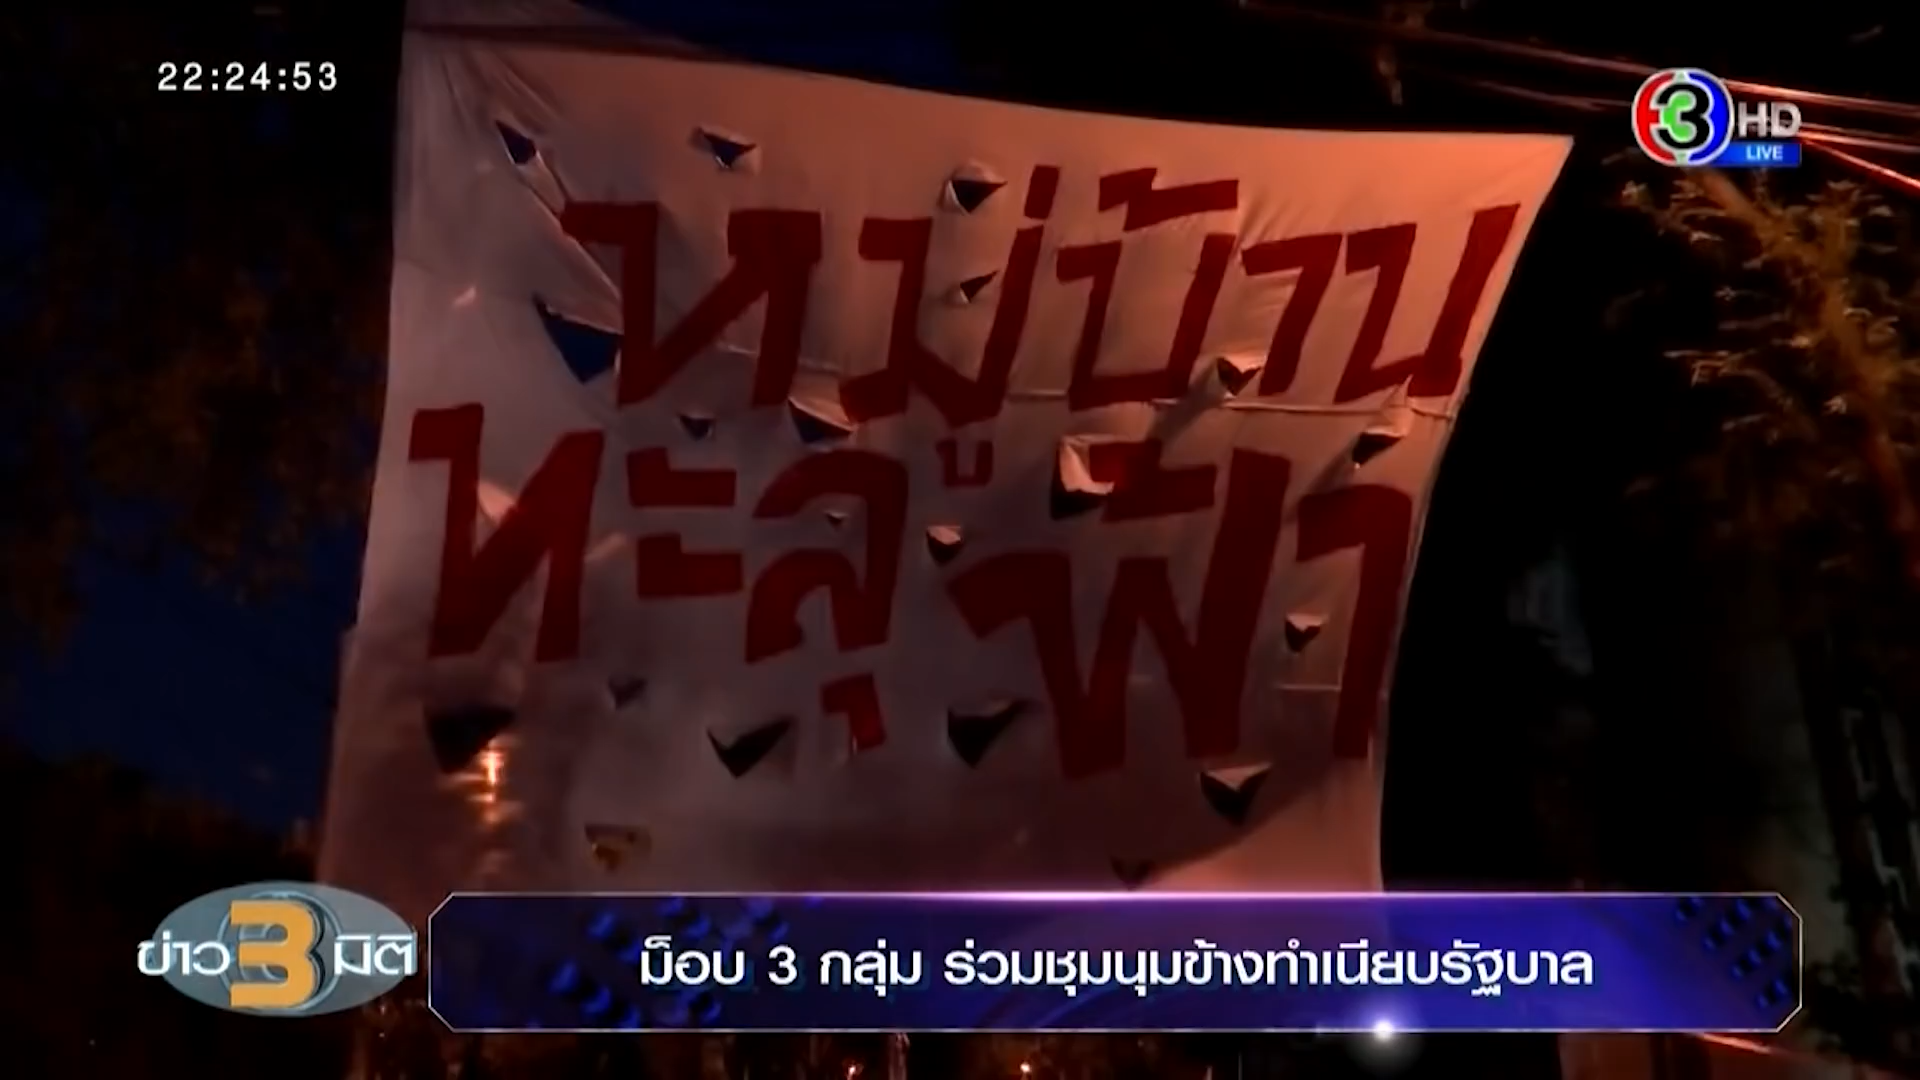 22:24:53
3 HD
LIVE
หมู่บ้าน
ทะลุฟ้า
ข่าว 3 มิติ
ม็อบ 3 กลุ่ม ร่วมชุมนุมข้างทำเนียบรัฐบาล